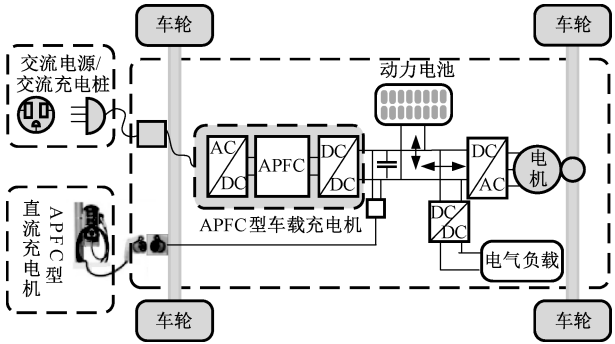 车轮
车轮
交流电源/
交流充电桩
动力电池
AC
DC
APFC
DC
DC
DC
AC
电机
APFC型车载充电机
APFC型
直流充电机
DC
DC
电气负载
车轮
车轮